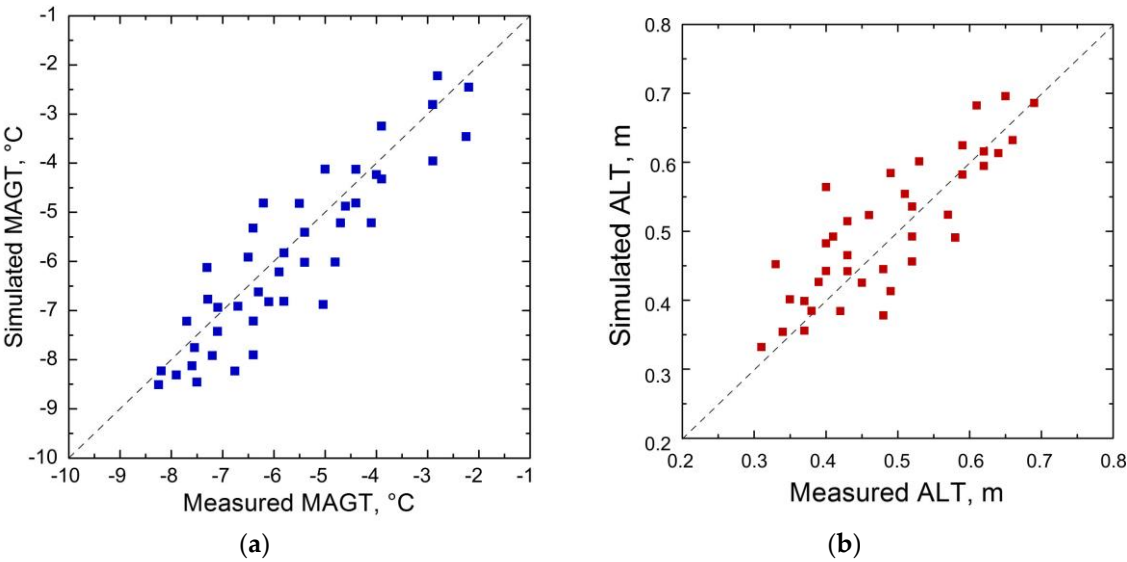 -1
-2
-3
-4
-5
-6
-7
-8
-9
-10
Simulated MAGT, °C
-10 -9 -8 -7 -6 -5 -4 -3 -2 -1
Measured MAGT, °C
(a)
0.8
0.7
0.6
0.5
0.4
0.3
0.2
Simulated ALT, m
0.2 0.3 0.4 0.5 0.6 0.7 0.8
Measured ALT, m
(b)